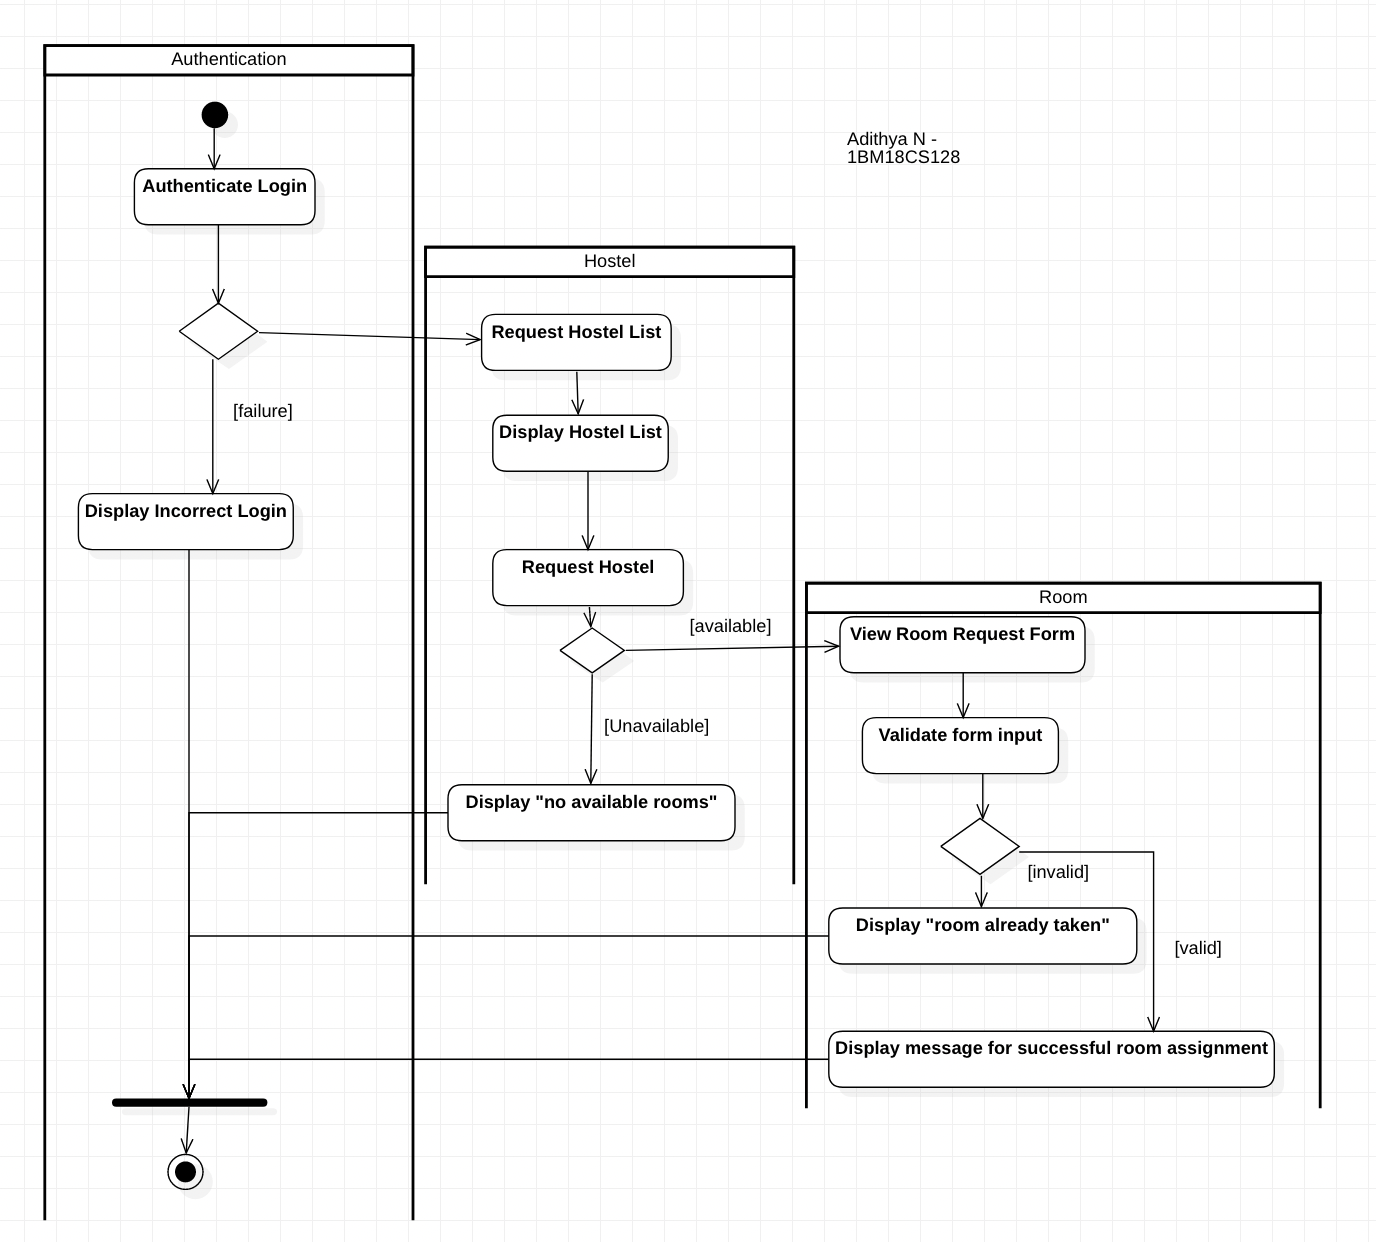 Authentication
Adithya N -
1BM18CS128
Authenticate Login
Hostel
Request Hostel List
[failure]
Display Hostel List
Display Incorrect Login
Request Hostel
Room
[available]
View Room Request Form
[Unavailable]
Validate form input
Display "no available rooms"
[invalid]
Display "room already taken"
[valid]
Display message for successful room assignment